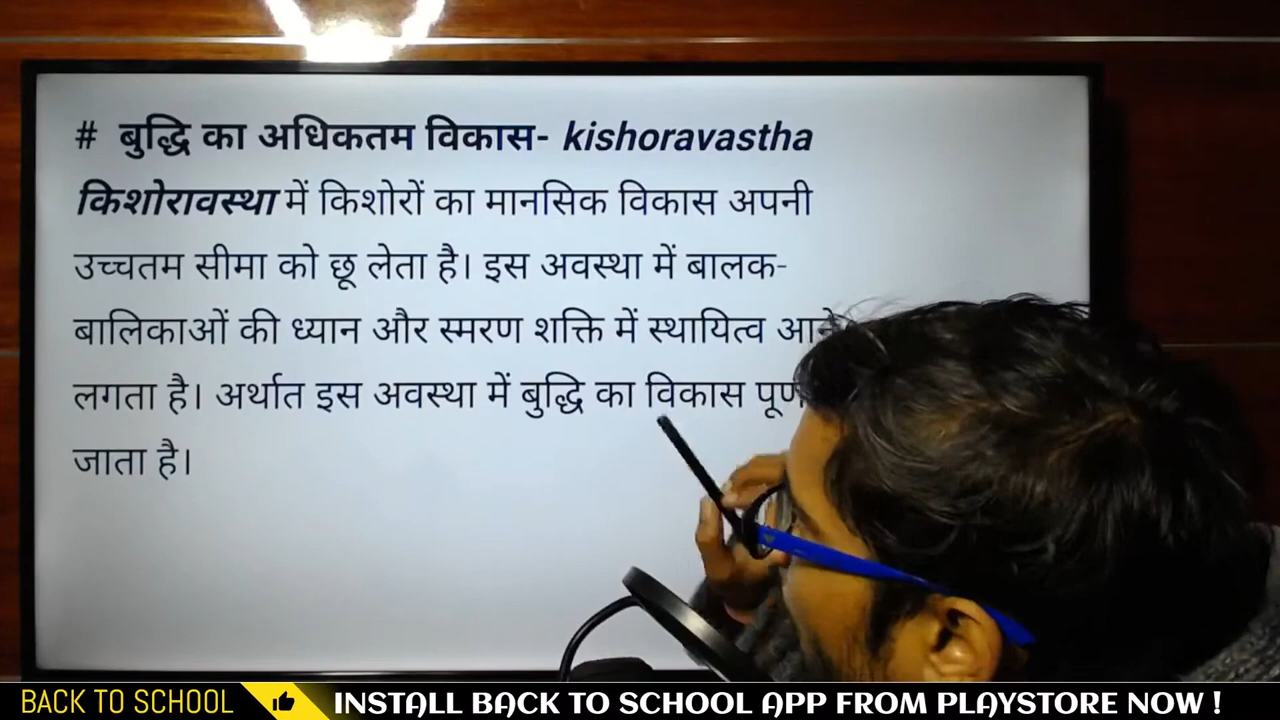 # बुद्धि का अधिकतम विकास- kishoravastha
किशोरावस्था में किशोरों का मानसिक विकास अपनी
उच्चतम सीमा को छू लेता है। इस अवस्था में बालक-
बालिकाओं की ध्यान और स्मरण शक्ति में स्थायित्व आने
लगता है। अर्थात इस अवस्था में बुद्धि का विकास
जाता है।
BACK TO SCHOOL INSTALL BACK TO SCHOOL APP FROM PLAYSTORE NOW !